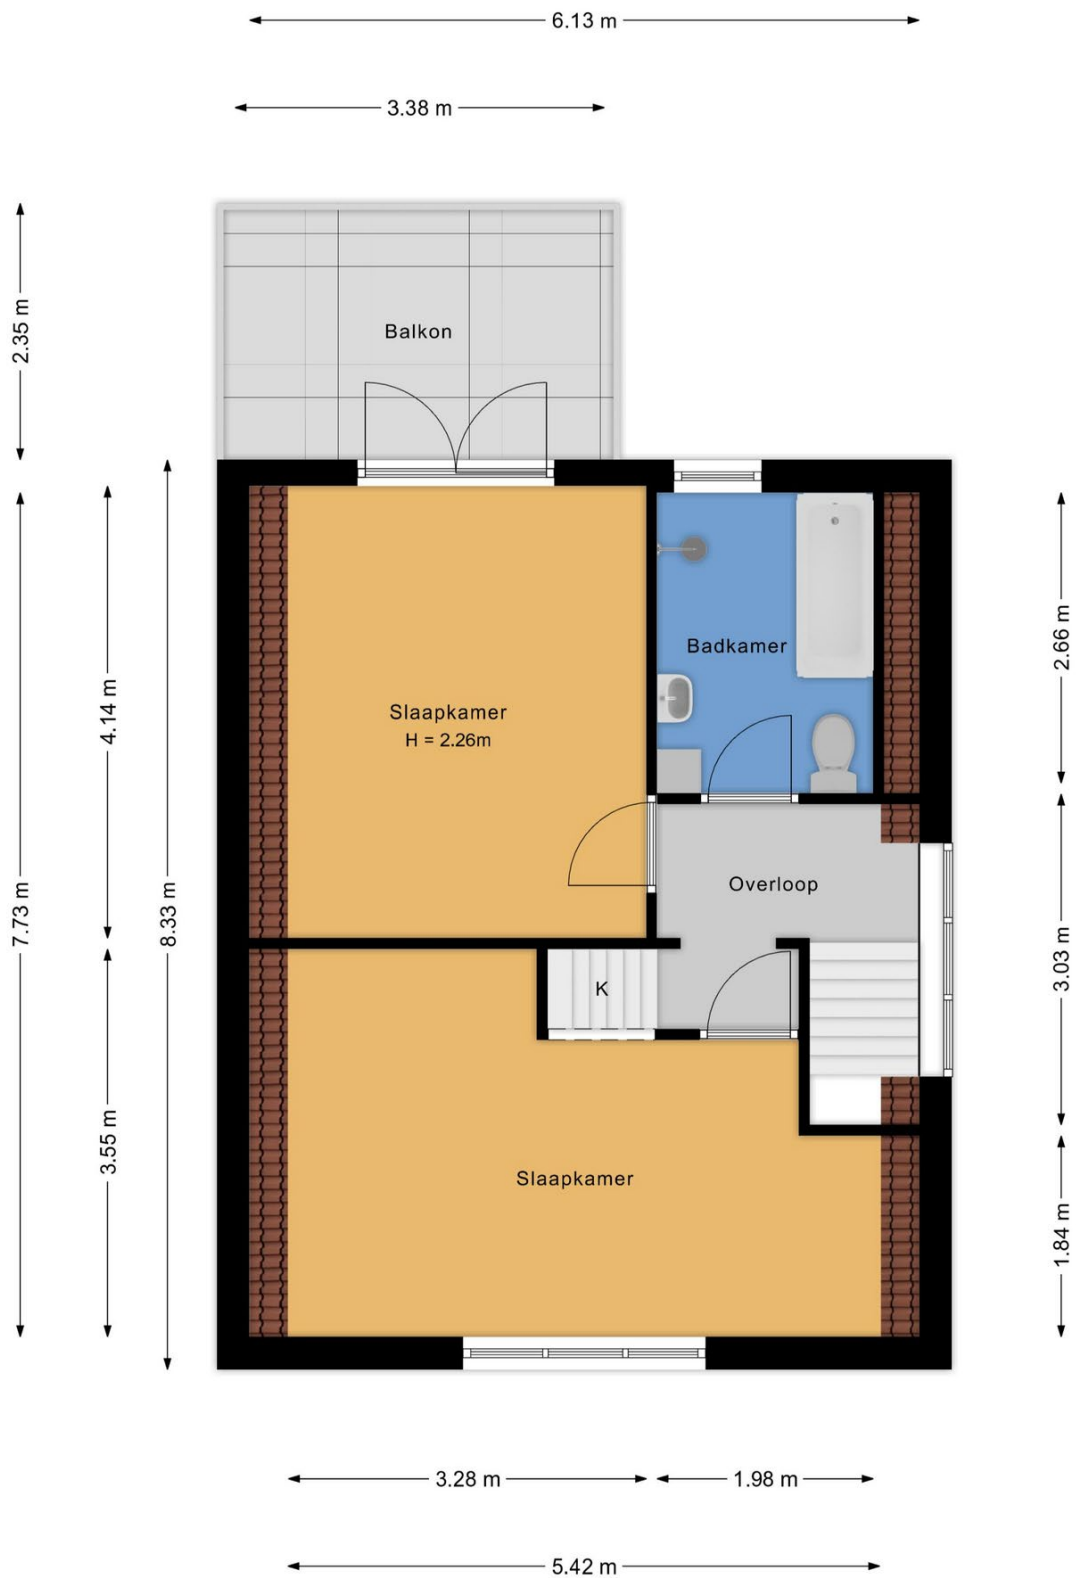 6.13 m
3.38 m
2.35 m
Balkon
2.66 m
Badkamer
4.14 m
Slaapkamer
H = 2.26m
Overloop
7.73 m
8.33 m
3.03 m
K
3.55 m
Slaapkamer
1.84 m
3.28 m
1.98 m
5.42 m